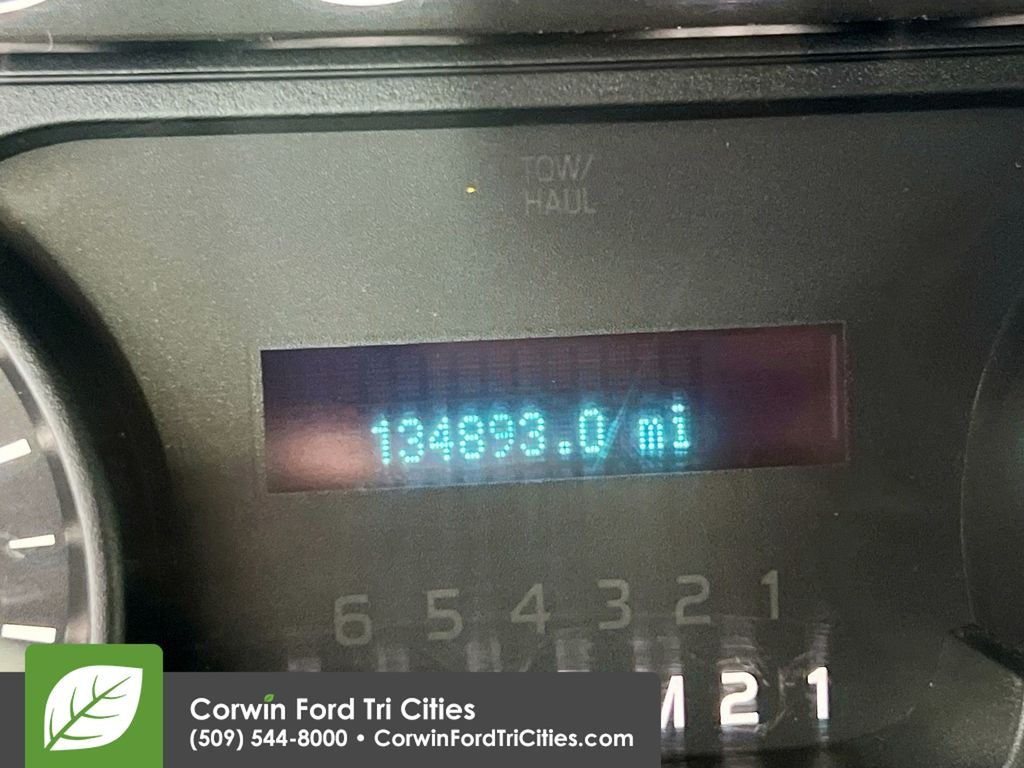 TOW/
HAUL
134893.0 mi
6 5 4 3 2 1
M 2 1
Corwin Ford Tri Cities
(509) 544-8000 • CorwinFordTriCities.com